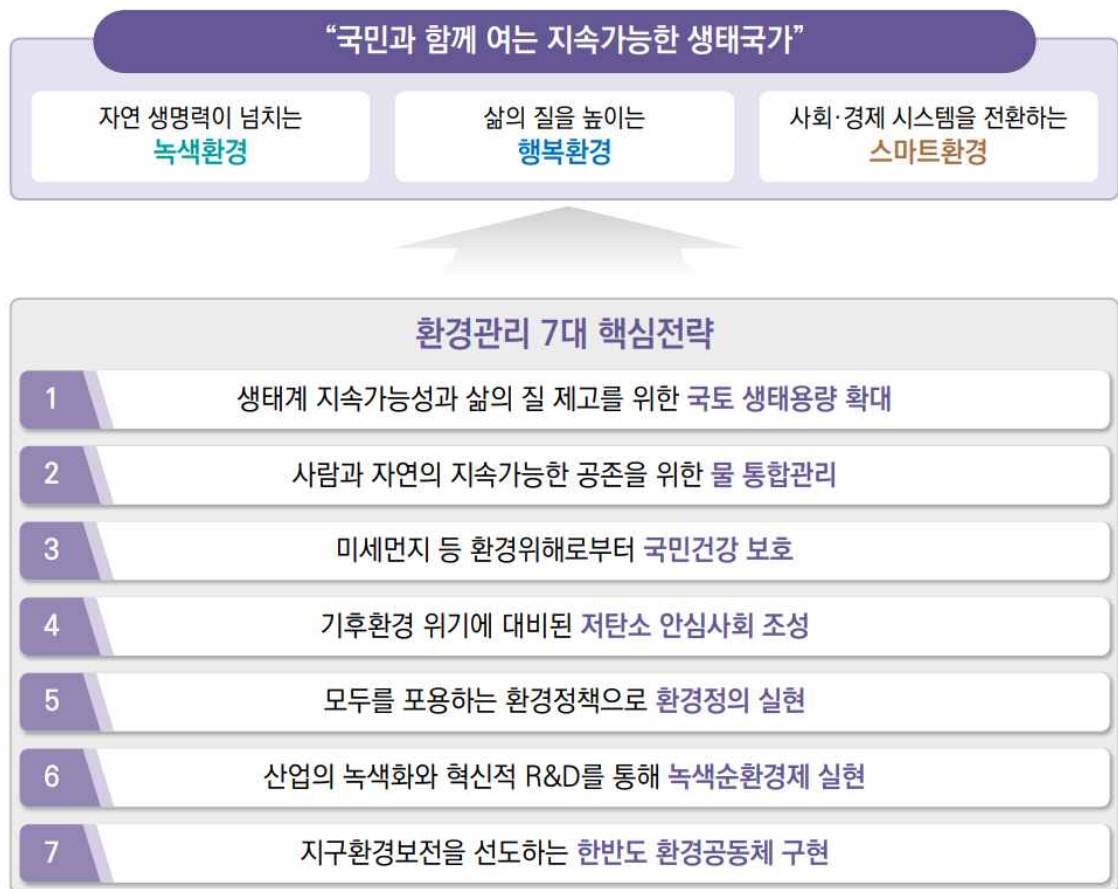 “국민과 함께 여는 지속가능한 생태국가”
자연 생명력이 넘치는
녹색환경
삶의 질을 높이는
행복환경
사회·경제 시스템을 전환하는
스마트환경
환경관리 7대 핵심전략
1 생태계 지속가능성과 삶의 질 제고를 위한 국토 생태용량 확대
2 사람과 자연의 지속가능한 공존을 위한 물 통합관리
3 미세먼지 등 환경위해로부터 국민건강 보호
4 기후환경 위기에 대비된 저탄소 안심사회 조성
5 모두를 포용하는 환경정책으로 환경정의 실현
6 산업의 녹색화와 혁신적 R&D를 통해 녹색순환경제 실현
7 지구환경보전을 선도하는 한반도 환경공동체 구현